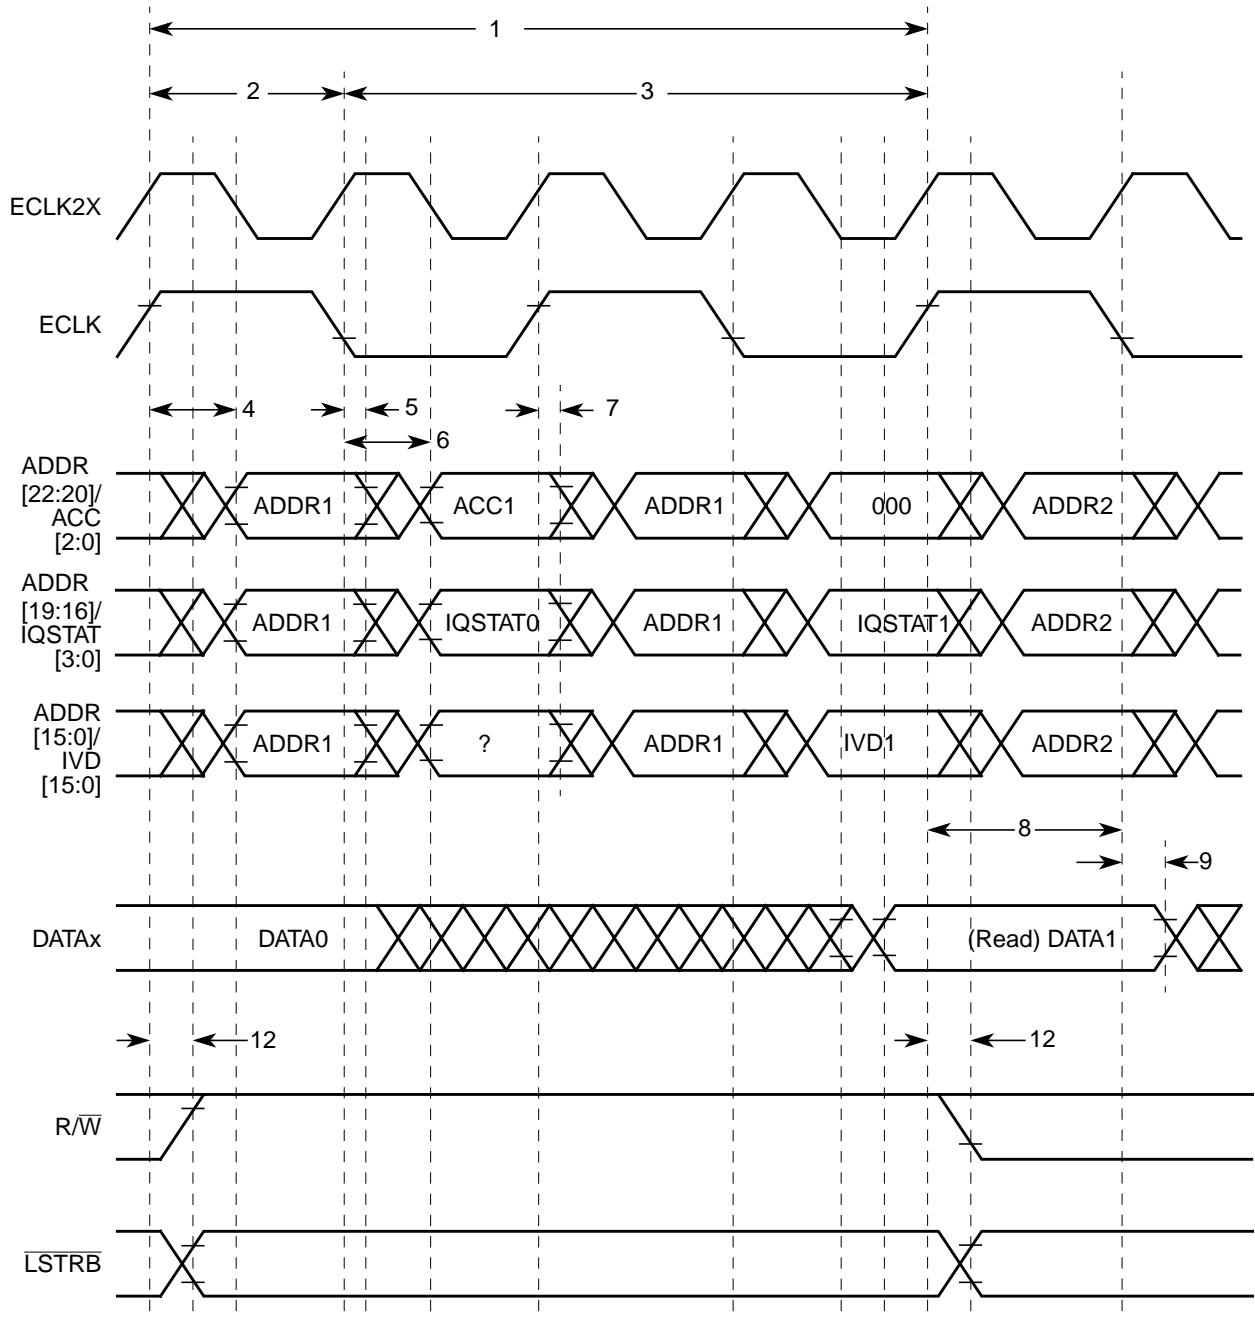 1
2
3
ECLK2X
ECLK
4
5
7
6
ADDR
[22:20]/
ACC
[2:0]
ADDR1
ACC1
ADDR1
000
ADDR2
ADDR
[19:16]/
IQSTAT
[3:0]
ADDR1
IQSTAT0
ADDR1
IQSTAT1
ADDR2
ADDR
[15:0]/
IVD
[15:0]
ADDR1
?
ADDR1
IVD1
ADDR2
8
9
DATAx
DATA0
(Read) DATA1
12
12
R/W̅
L̅S̅T̅R̅B̅